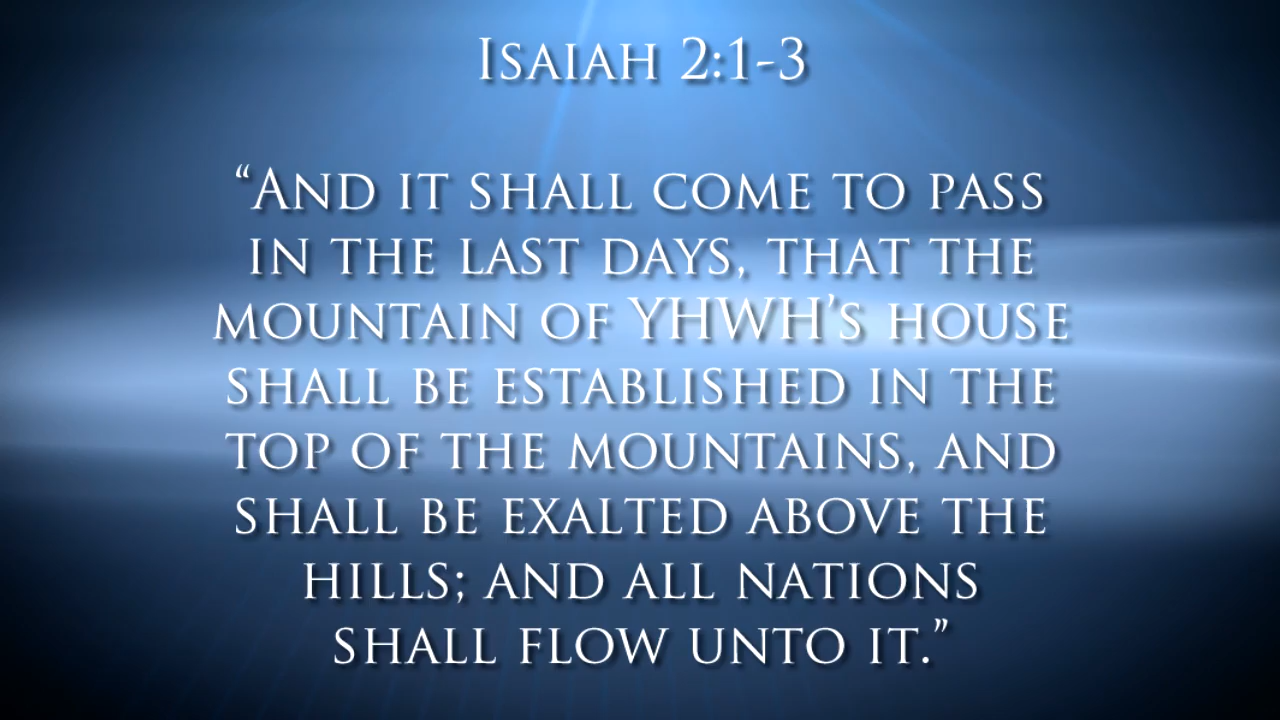 Isaiah 2:1-3
“And it shall come to pass
in the last days, that the
mountain of YHWH’s house
shall be established in the
top of the mountains, and
shall be exalted above the
hills; and all nations
shall flow unto it.”